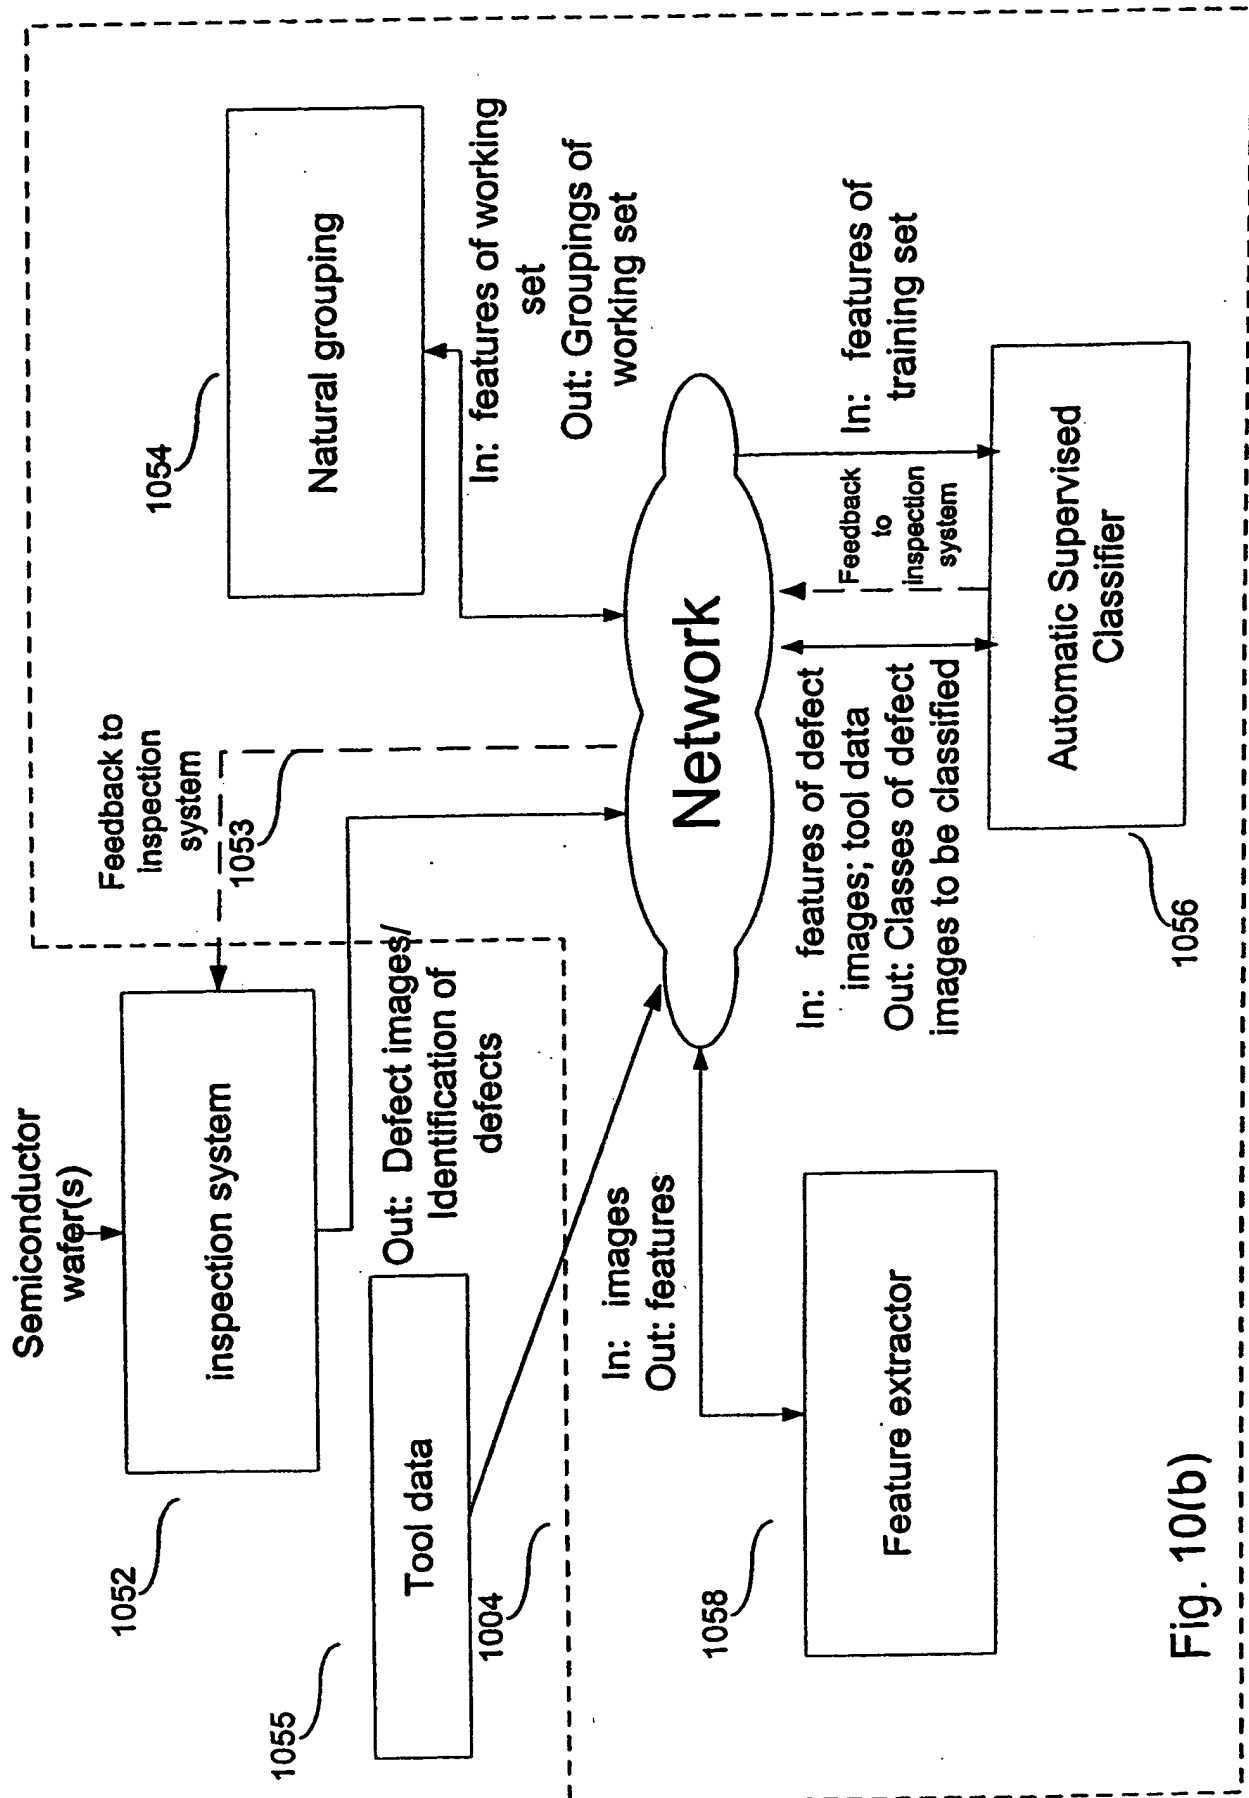 Semiconductor
wafer(s)
inspection system
1052
Feedback to
inspection
system
1053
1054
Natural grouping
In: features of working
set
Out: Groupings of
working set
1055
Tool data
1004
Out: Defect images/
Identification of
defects
Network
In: images
Out: features
1058
Feature extractor
In: features of defect
images; tool data
Out: Classes of defect
images to be classified
Feedback
to
inspection
system
In: features of
training set
Automatic Supervised
Classifier
1056
Fig. 10(b)